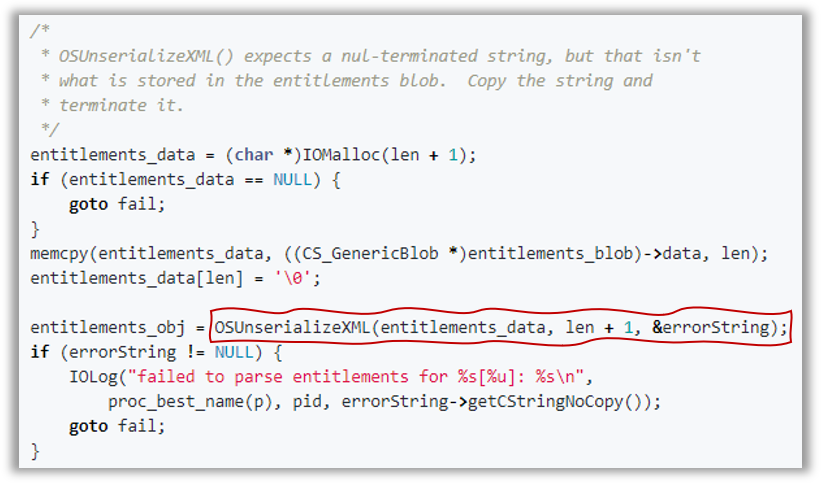 /*
 * OSUnserializeXML() expects a nul-terminated string, but that isn't
 * what is stored in the entitlements blob.  Copy the string and
 * terminate it.
 */
entitlements_data = (char *)IOMalloc(len + 1);
if (entitlements_data == NULL) {
    goto fail;
}
memcpy(entitlements_data, ((CS_GenericBlob *)entitlements_blob)->data, len);
entitlements_data[len] = '\0';

entitlements_obj = OSUnserializeXML(entitlements_data, len + 1, &errorString);
if (errorString != NULL) {
    IOLog("failed to parse entitlements for %s[%u]: %s\n",
        proc_best_name(p), pid, errorString->getCStringNoCopy());
    goto fail;
}